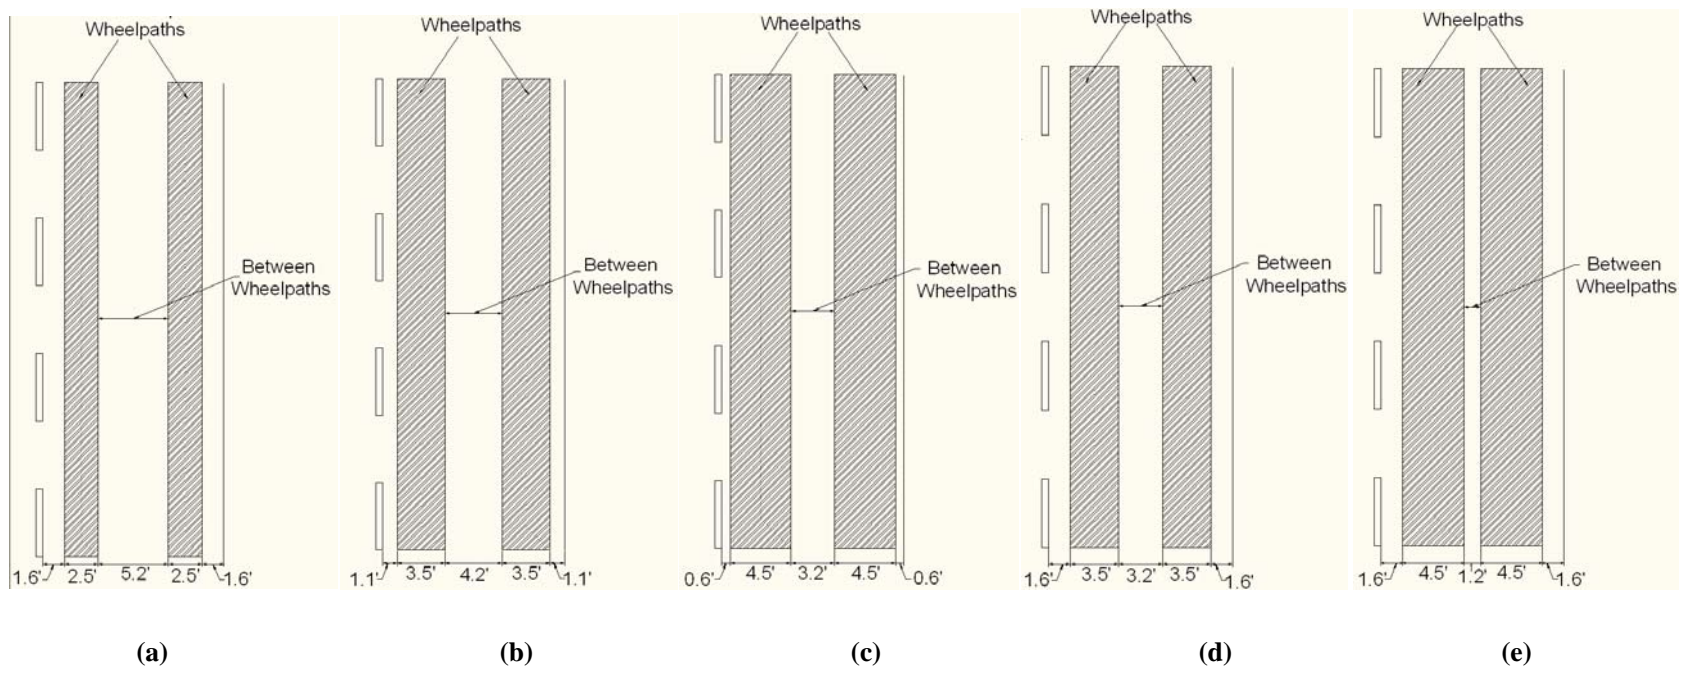 Wheelpaths
Between
Wheelpaths
1.6' 2.5' 5.2' 2.5' 1.6'
(a)
Wheelpaths
Between
Wheelpaths
1.1' 3.5' 4.2' 3.5' 1.1'
(b)
Wheelpaths
Between
Wheelpaths
0.6' 4.5' 3.2' 4.5' 0.6'
(c)
Wheelpaths
Between
Wheelpaths
1.6' 3.5' 3.2' 3.5' 1.6'
(d)
Wheelpaths
Between
Wheelpaths
1.6' 4.5' 1.2' 4.5' 1.6'
(e)